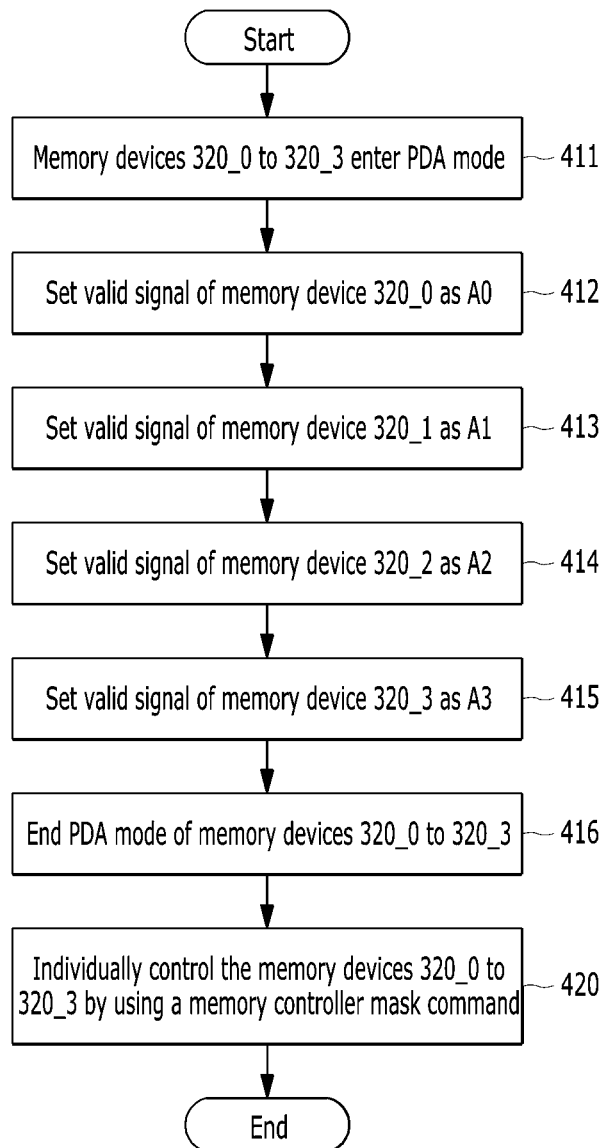 Start
Memory devices 320_0 to 320_3 enter PDA mode
411
Set valid signal of memory device 320_0 as A0
412
Set valid signal of memory device 320_1 as A1
413
Set valid signal of memory device 320_2 as A2
414
Set valid signal of memory device 320_3 as A3
415
End PDA mode of memory devices 320_0 to 320_3
416
Individually control the memory devices 320_0 to
320_3 by using a memory controller mask command
420
End